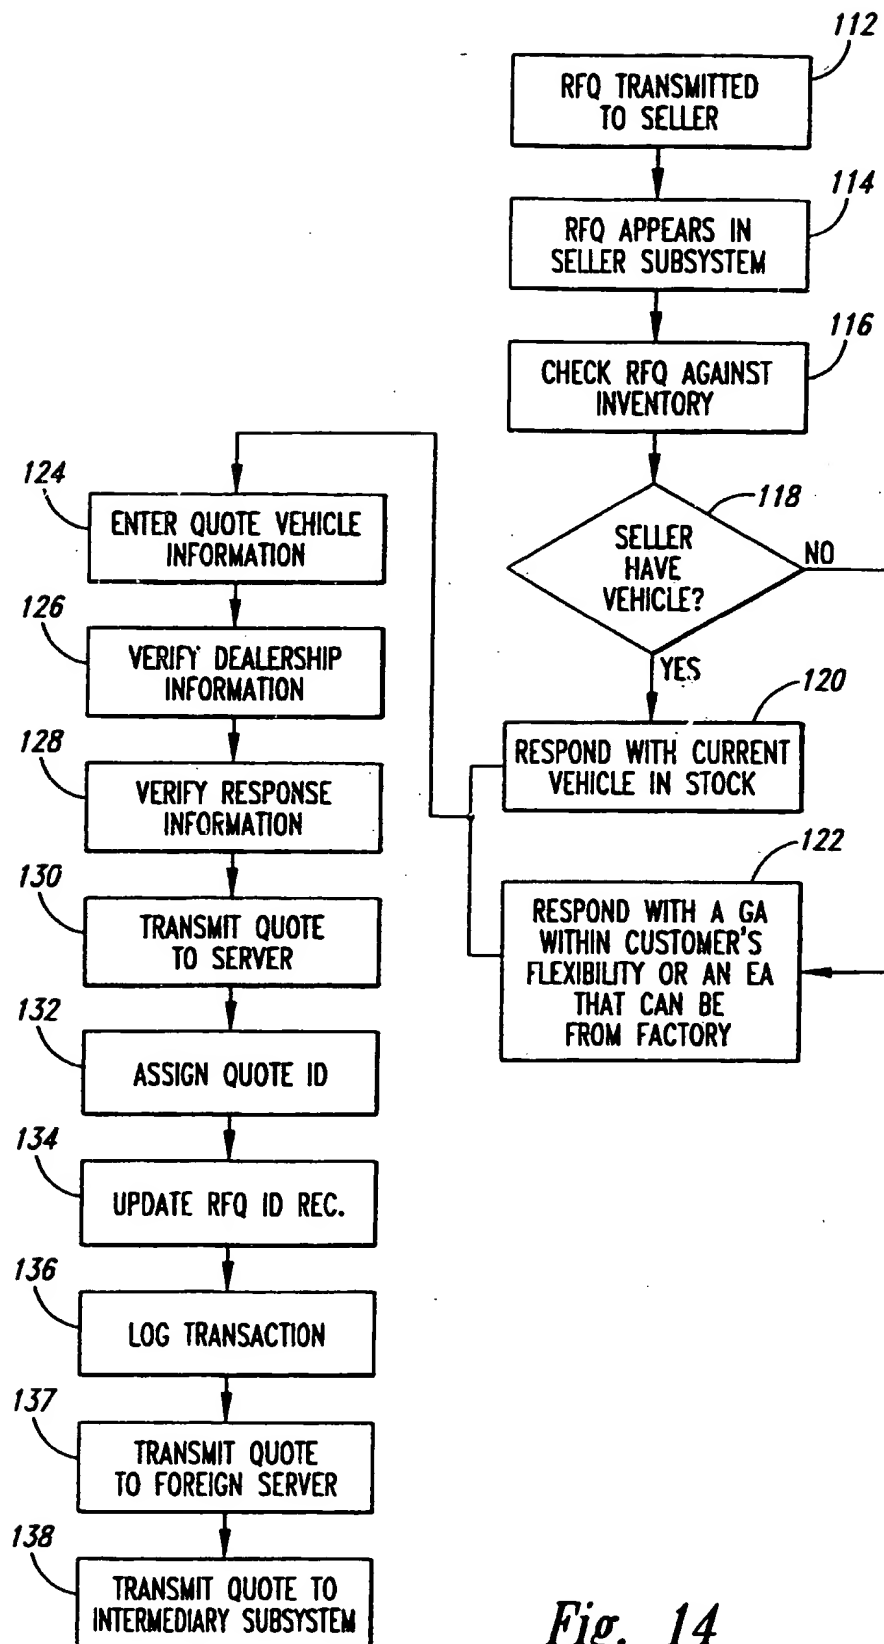 112
RFQ TRANSMITTED
TO SELLER
114
RFQ APPEARS IN
SELLER SUBSYSTEM
116
CHECK RFQ AGAINST
INVENTORY
118
SELLER
HAVE
VEHICLE?
NO
YES
120
RESPOND WITH CURRENT
VEHICLE IN STOCK
122
RESPOND WITH A GA
WITHIN CUSTOMER'S
FLEXIBILITY OR AN EA
THAT CAN BE
FROM FACTORY
124
ENTER QUOTE VEHICLE
INFORMATION
126
VERIFY DEALERSHIP
INFORMATION
128
VERIFY RESPONSE
INFORMATION
130
TRANSMIT QUOTE
TO SERVER
132
ASSIGN QUOTE ID
134
UPDATE RFQ ID REC.
136
LOG TRANSACTION
137
TRANSMIT QUOTE
TO FOREIGN SERVER
138
TRANSMIT QUOTE TO
INTERMEDIARY SUBSYSTEM
Fig. 14